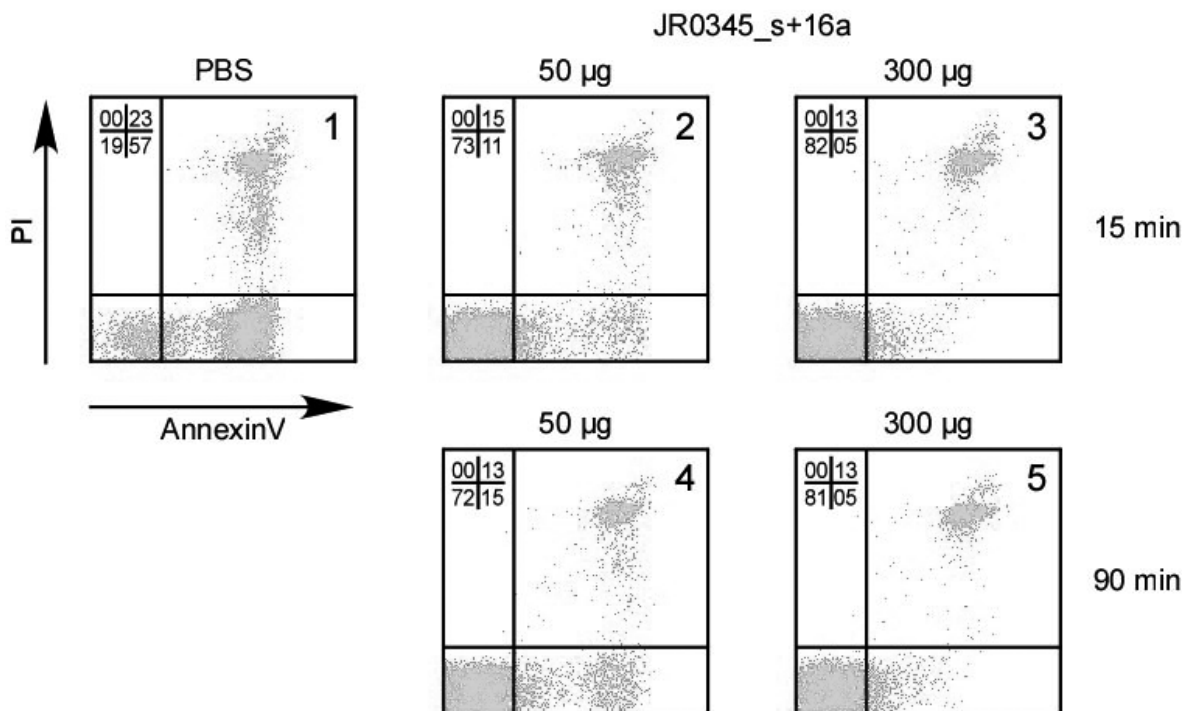 JR0345_s+16a
PBS
50 µg
300 µg
PI
00 23
19 57
1
00 15
73 11
2
00 13
82 05
3
15 min
AnnexinV
50 µg
300 µg
00 13
72 15
4
00 13
81 05
5
90 min